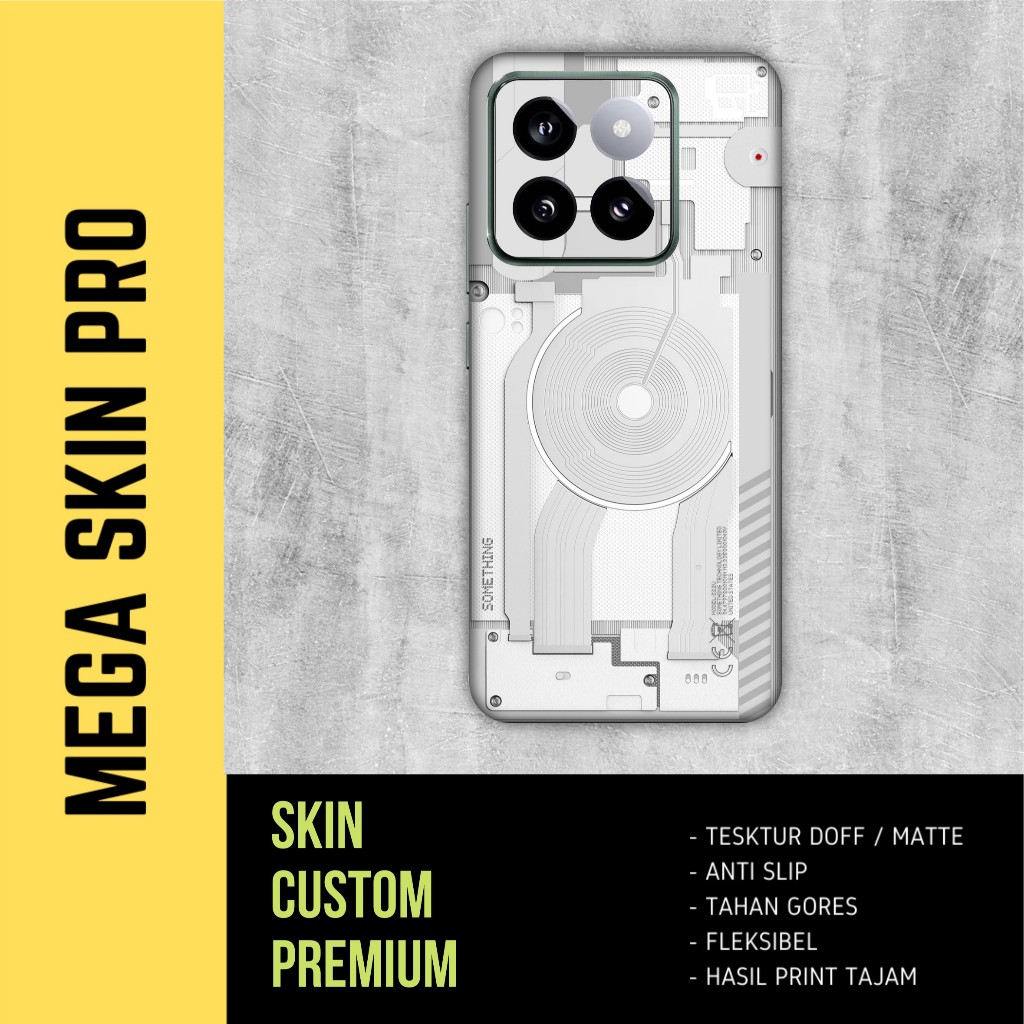 MEGA SKIN PRO
SOMETHING
SKIN
CUSTOM
PREMIUM
- TESKTUR DOFF / MATTE
- ANTI SLIP
- TAHAN GORES
- FLEKSIBEL
- HASIL PRINT TAJAM